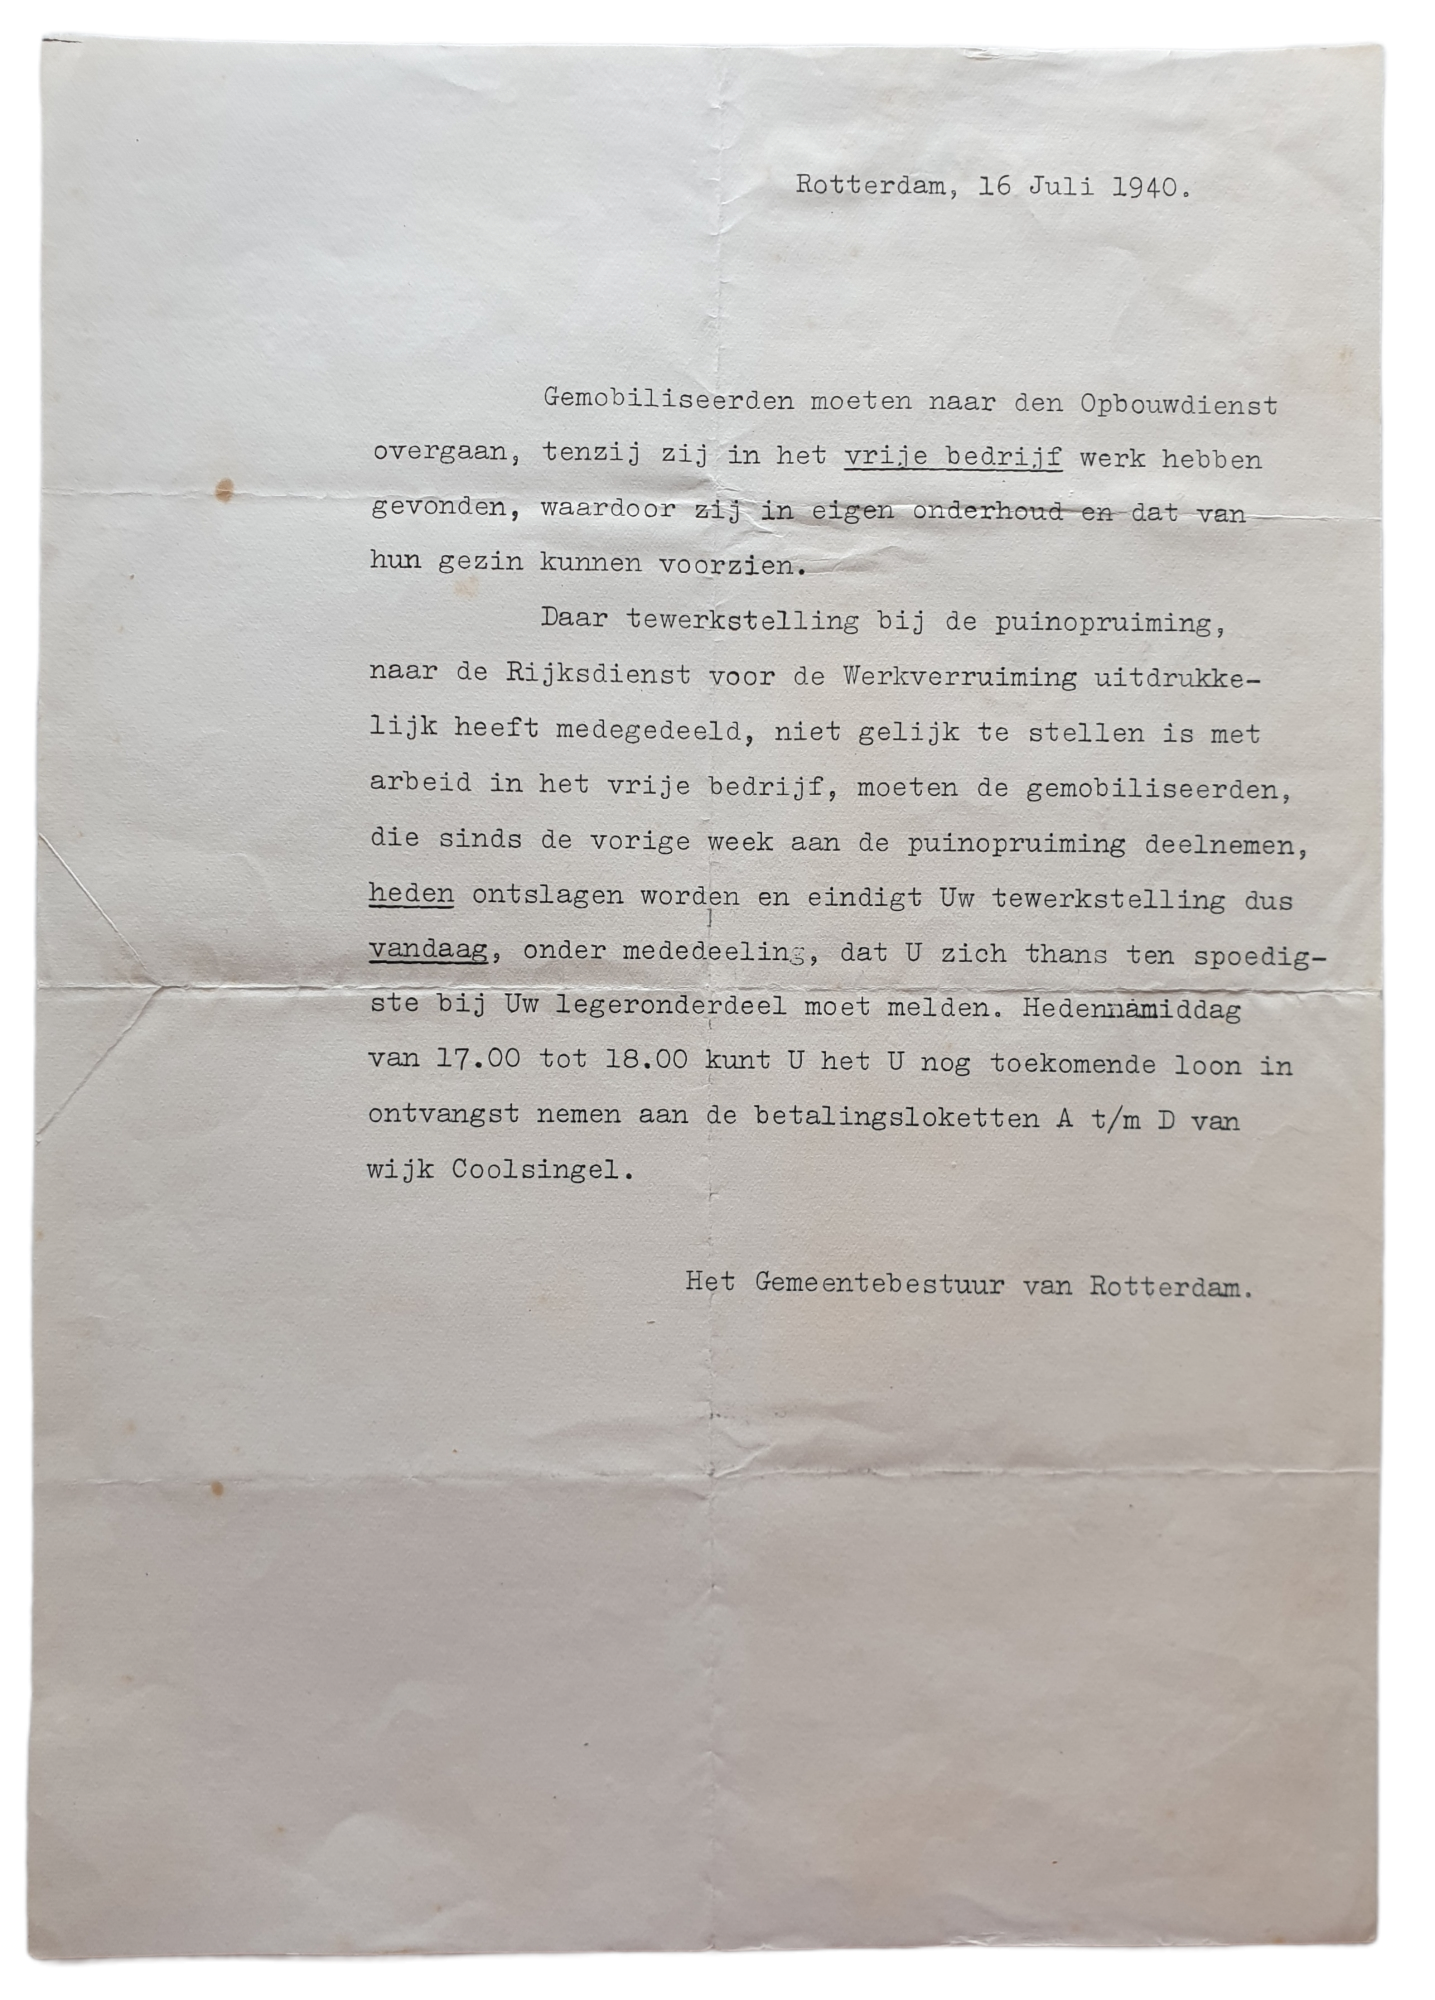 Rotterdam, 16 Juli 1940.
Gemobiliseerden moeten naar den Opbouwdienst
overgaan, tenzij zij in het vrije bedrijf werk hebben
gevonden, waardoor zij in eigen onderhoud en dat van
hun gezin kunnen voorzien.
Daar tewerkstelling bij de puinopruiming,
naar de Rijksdienst voor de Werkverruiming uitdrukke-
lijk heeft medegedeeld, niet gelijk te stellen is met
arbeid in het vrije bedrijf, moeten de gemobiliseerden,
die sinds de vorige week aan de puinopruiming deelnemen,
heden ontslagen worden en eindigt Uw tewerkstelling dus
vandaag, onder mededeeling, dat U zich thans ten spoedig-
ste bij Uw legeronderdeel moet melden. Hedennamiddag
van 17.00 tot 18.00 kunt U het U nog toekomende loon in
ontvangst nemen aan de betalingsloketten A t/m D van
wijk Coolsingel.
Het Gemeentebestuur van Rotterdam.